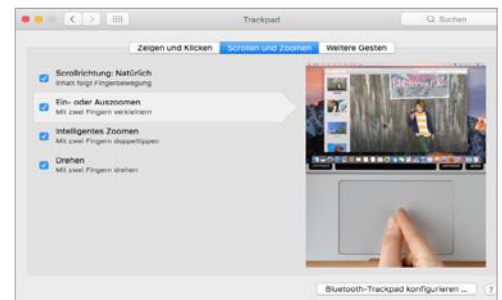 Trackpad
Suchen
Zeigen und Klicken
Scrollen und Zoomen
Weitere Gesten
Scrollrichtung: Natürlich
Inhalt folgt Fingerbewegung
Ein- oder Auszoomen
Mit zwei Fingern verkleinern
Intelligentes Zoomen
Mit zwei Fingern doppeltippen
Drehen
Mit zwei Fingern drehen
Bluetooth-Trackpad konfigurieren ...
?